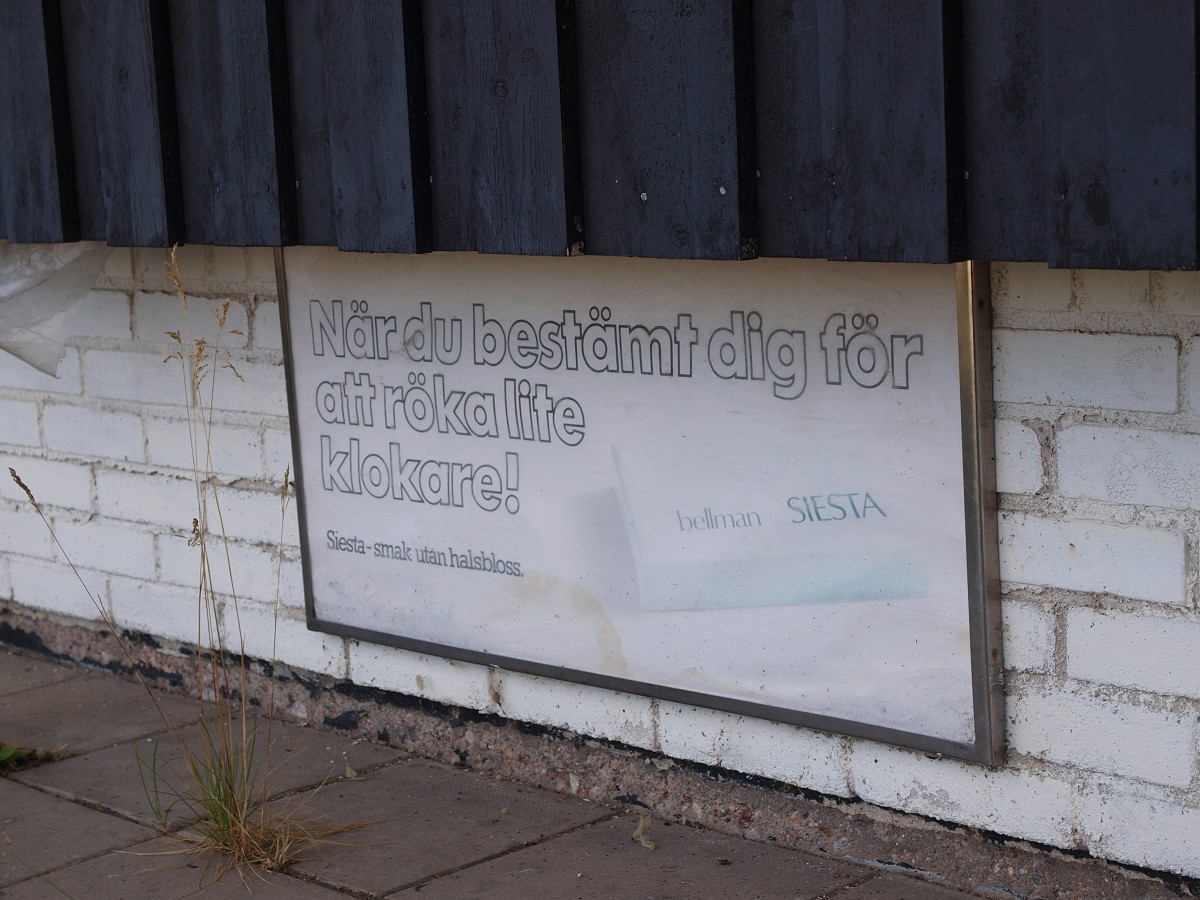 När du bestämt dig för
att röka lite
klokare!
Siesta - smak utan halsbloss.
bellman SIESTA